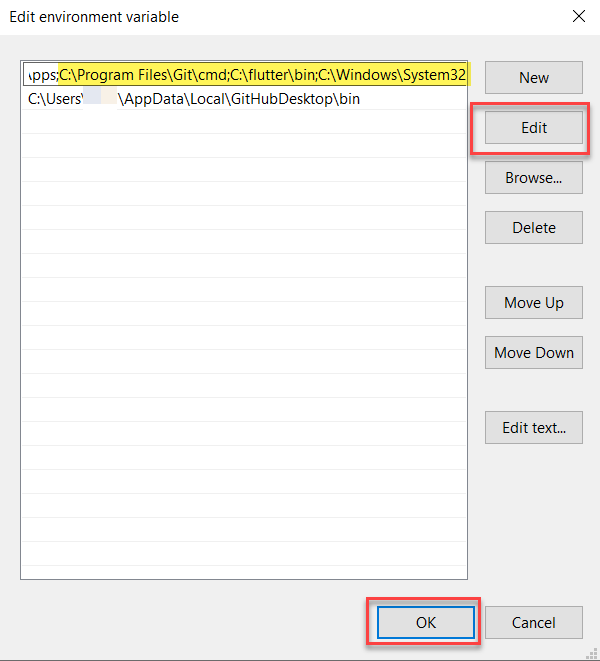 Edit environment variable
\pps;C:\Program Files\Git\cmd;C:\flutter\bin;C:\Windows\System32
C:\Users\ \AppData\Local\GitHubDesktop\bin
New
Edit
Browse...
Delete
Move Up
Move Down
Edit text...
OK
Cancel